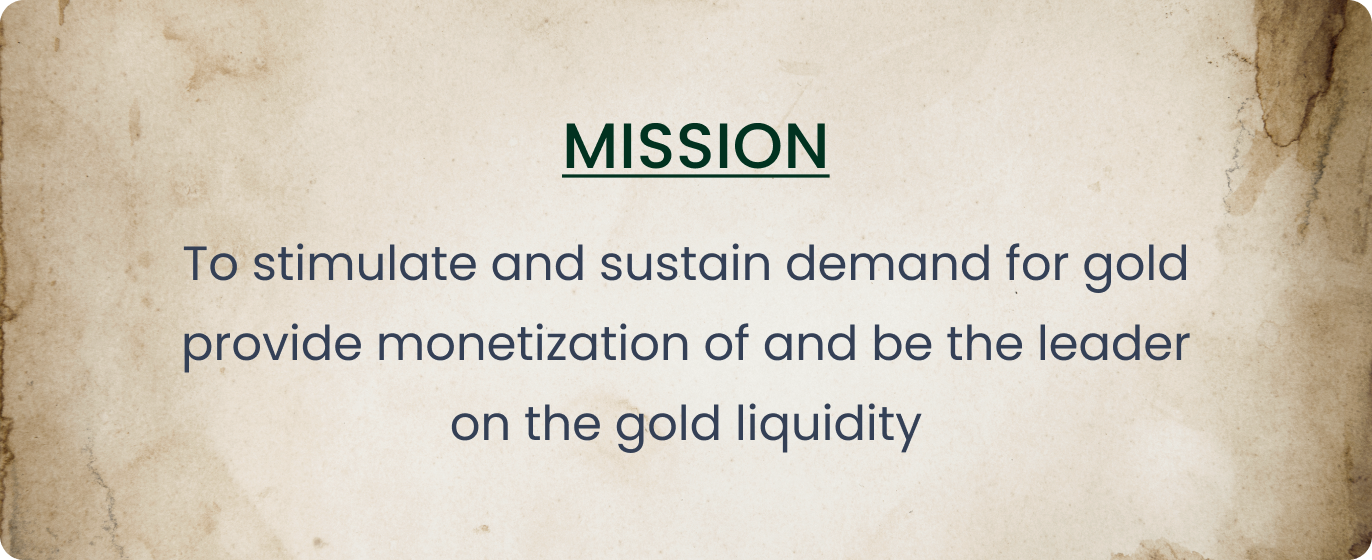 MISSION
To stimulate and sustain demand for gold
provide monetization of and be the leader
on the gold liquidity